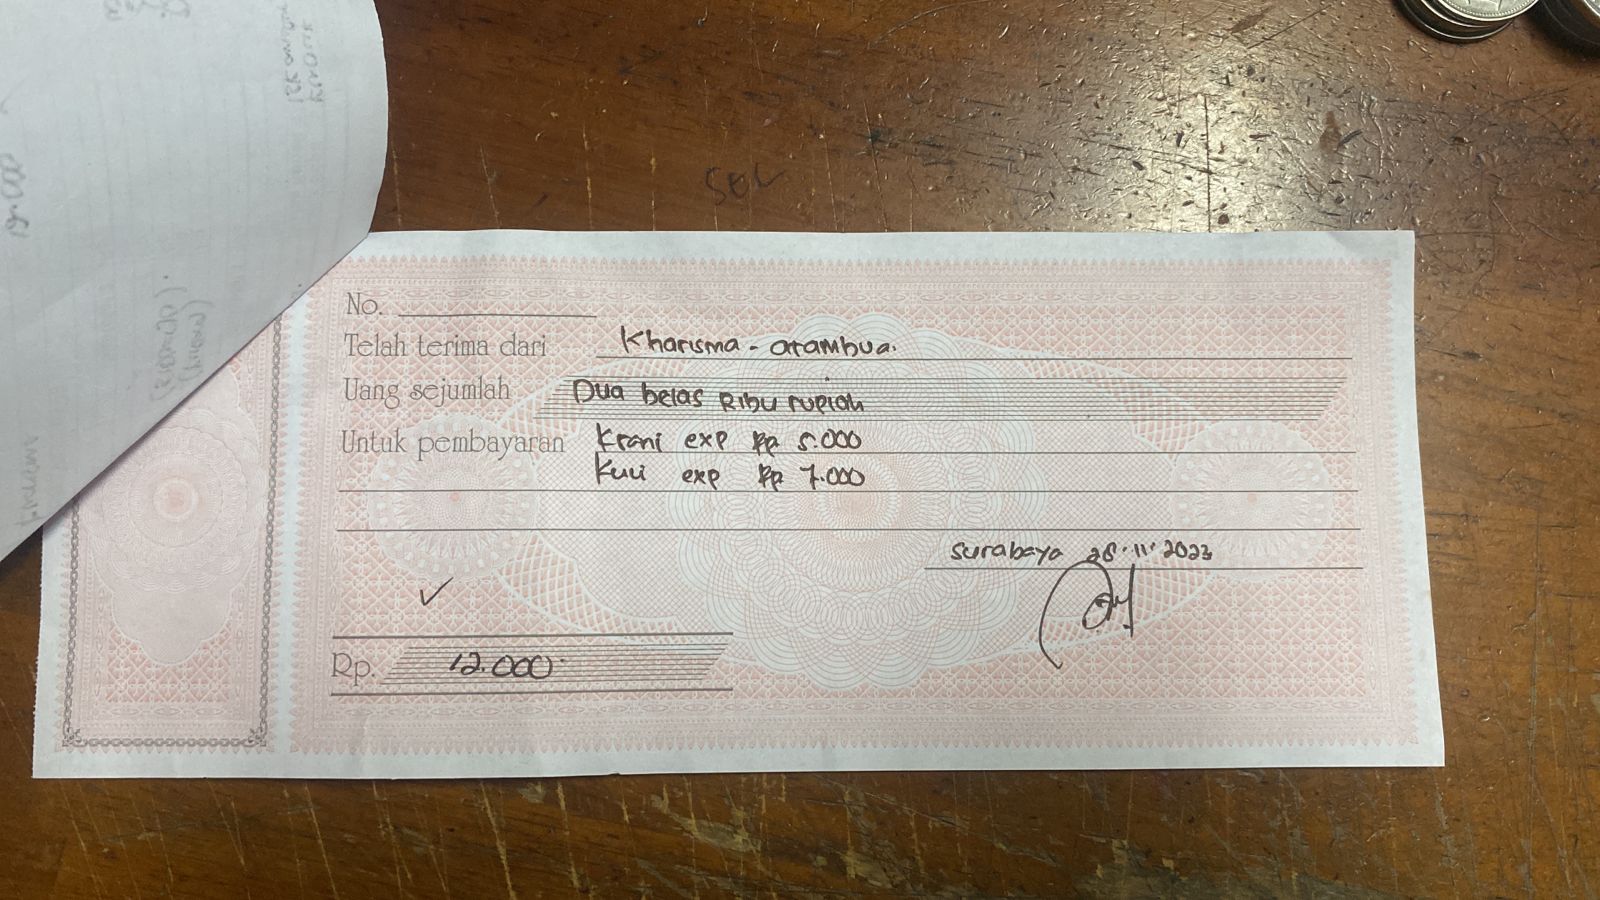 No.
Telah terima dari Kharisma - atambua.
Uang sejumlah Dua belas Ribu rupiah
Untuk pembayaran Krani exp Rp 5.000
Kuli exp Rp 7.000
Surabaya 28.11.2023
Rp. 12.000
SEL